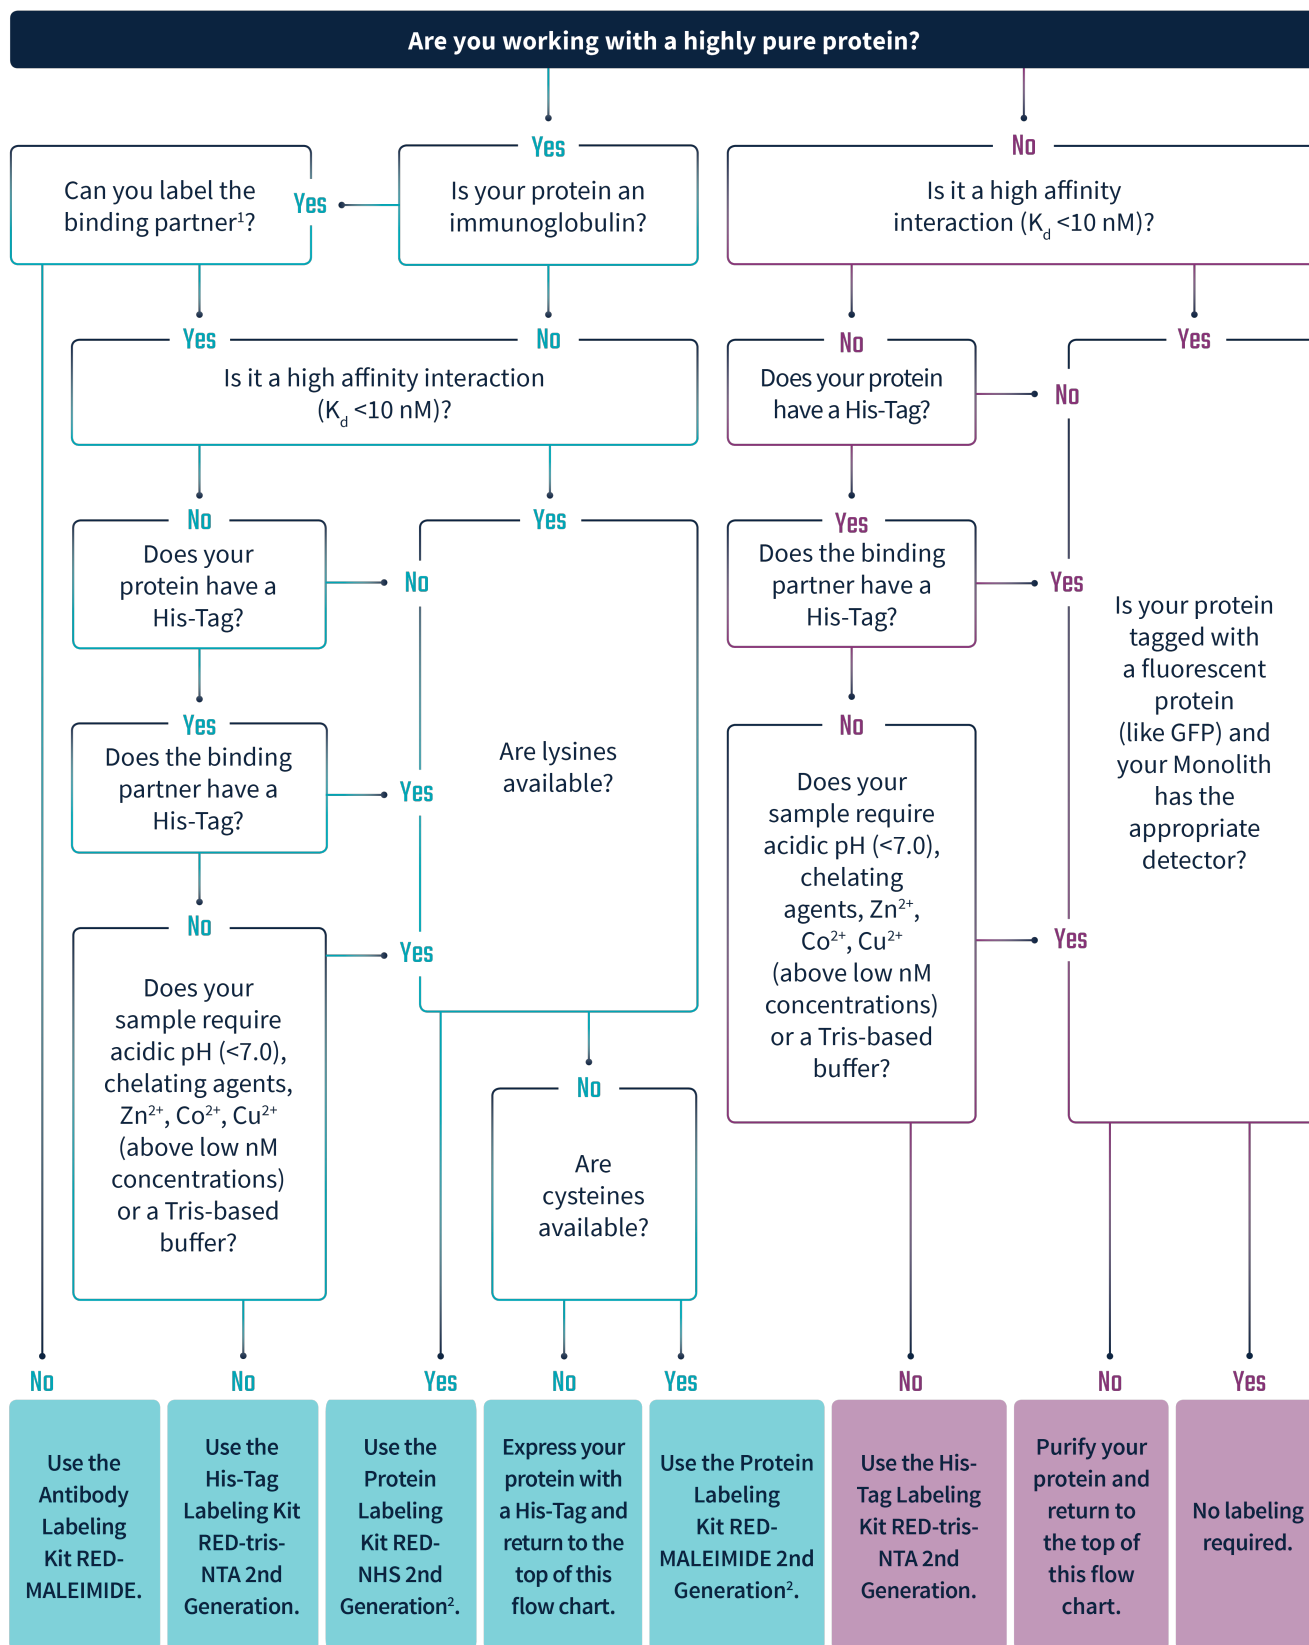 Are you working with a highly pure protein?
Yes
No
Can you label the
binding partner¹?
Yes
Is your protein an
immunoglobulin?
Is it a high affinity
interaction (Kd <10 nM)?
Yes
No
No
Yes
Is it a high affinity interaction
(Kd <10 nM)?
Does your protein
have a His-Tag?
No
No
Does your
protein have a
His-Tag?
No
Yes
Are lysines
available?
Yes
Does the binding
partner have a
His-Tag?
Yes
Is your protein
tagged with
a fluorescent
protein
(like GFP) and
your Monolith
has the
appropriate
detector?
Yes
Does the binding
partner have a
His-Tag?
Yes
No
Does your
sample require
acidic pH (<7.0),
chelating
agents, Zn²⁺,
Co²⁺, Cu²⁺
(above low nM
concentrations)
or a Tris-based
buffer?
Yes
No
Does your
sample require
acidic pH (<7.0),
chelating agents,
Zn²⁺, Co²⁺, Cu²⁺
(above low nM
concentrations)
or a Tris-based
buffer?
Yes
No
Are
cysteines
available?
No
No
Yes
No
Yes
No
No
Yes
Use the
Antibody
Labeling
Kit RED-
MALEIMIDE.
Use the
His-Tag
Labeling Kit
RED-tris-
NTA 2nd
Generation.
Use the
Protein
Labeling
Kit RED-
NHS 2nd
Generation².
Express your
protein with
a His-Tag and
return to the
top of this
flow chart.
Use the Protein
Labeling
Kit RED-
MALEIMIDE 2nd
Generation².
Use the His-
Tag Labeling
Kit RED-tris-
NTA 2nd
Generation.
Purify your
protein and
return to
the top of
this flow
chart.
No labeling
required.